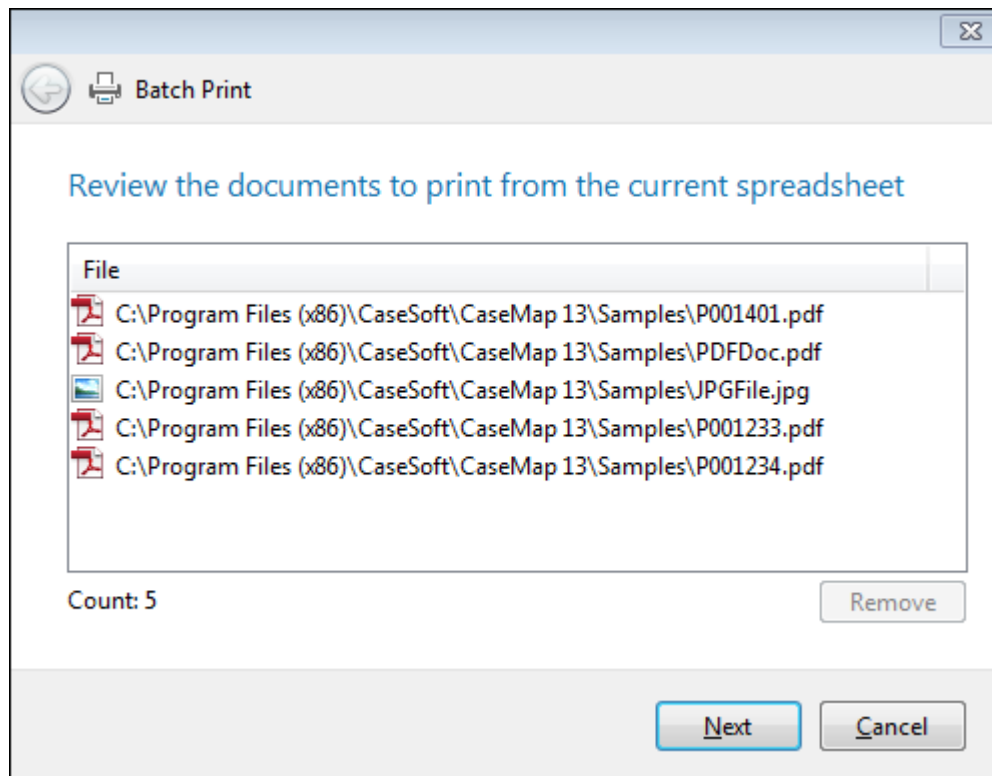 Batch Print
Review the documents to print from the current spreadsheet
File
C:\Program Files (x86)\CaseSoft\CaseMap 13\Samples\P001401.pdf
C:\Program Files (x86)\CaseSoft\CaseMap 13\Samples\PDFDoc.pdf
C:\Program Files (x86)\CaseSoft\CaseMap 13\Samples\JPGFile.jpg
C:\Program Files (x86)\CaseSoft\CaseMap 13\Samples\P001233.pdf
C:\Program Files (x86)\CaseSoft\CaseMap 13\Samples\P001234.pdf
Count: 5 Remove
Next Cancel